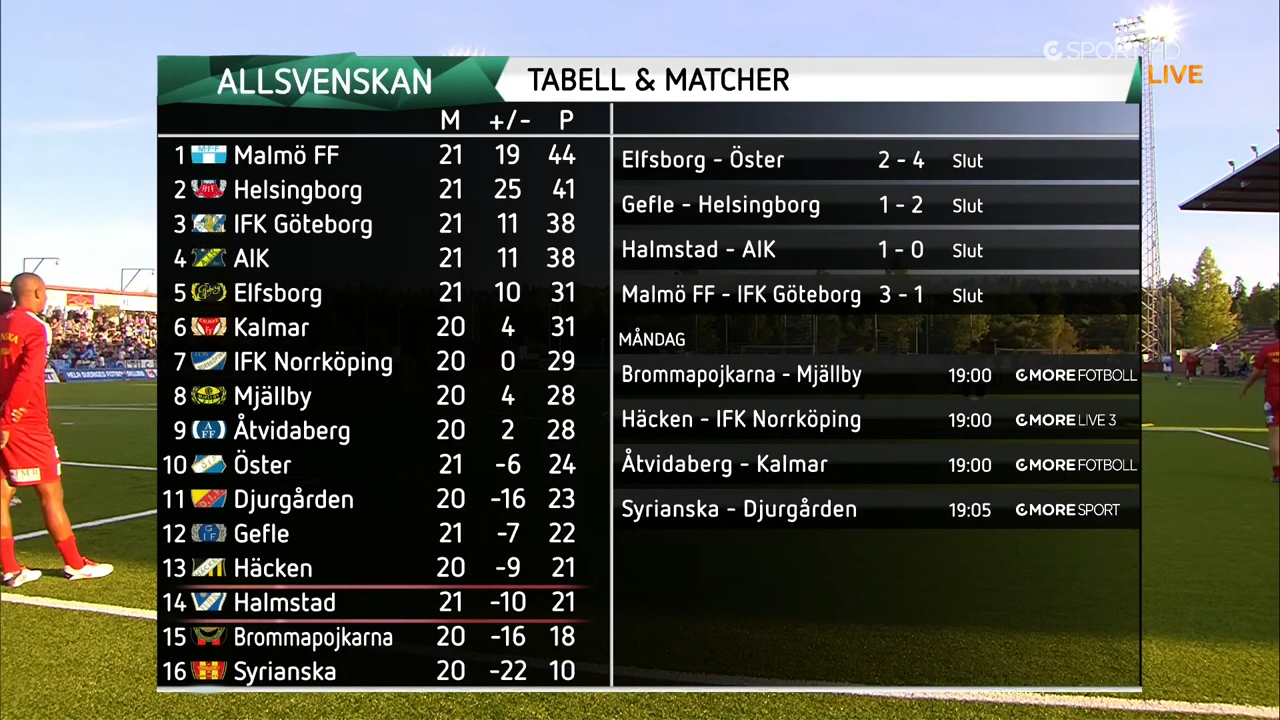 SPORT HD
LIVE
ALLSVENSKAN
TABELL & MATCHER
M +/- P
1 Malmö FF 21 19 44
2 Helsingborg 21 25 41
3 IFK Göteborg 21 11 38
4 AIK 21 11 38
5 Elfsborg 21 10 31
6 Kalmar 20 4 31
7 IFK Norrköping 20 0 29
8 Mjällby 20 4 28
9 Åtvidaberg 20 2 28
10 Öster 21 -6 24
11 Djurgården 20 -16 23
12 Gefle 21 -7 22
13 Häcken 20 -9 21
14 Halmstad 21 -10 21
15 Brommapojkarna 20 -16 18
16 Syrianska 20 -22 10
Elfsborg - Öster 2 - 4 Slut
Gefle - Helsingborg 1 - 2 Slut
Halmstad - AIK 1 - 0 Slut
Malmö FF - IFK Göteborg 3 - 1 Slut
MÅNDAG
Brommapojkarna - Mjällby 19:00 CMORE FOTBOLL
Häcken - IFK Norrköping 19:00 CMORE LIVE 3
Åtvidaberg - Kalmar 19:00 CMORE FOTBOLL
Syrianska - Djurgården 19:05 CMORE SPORT